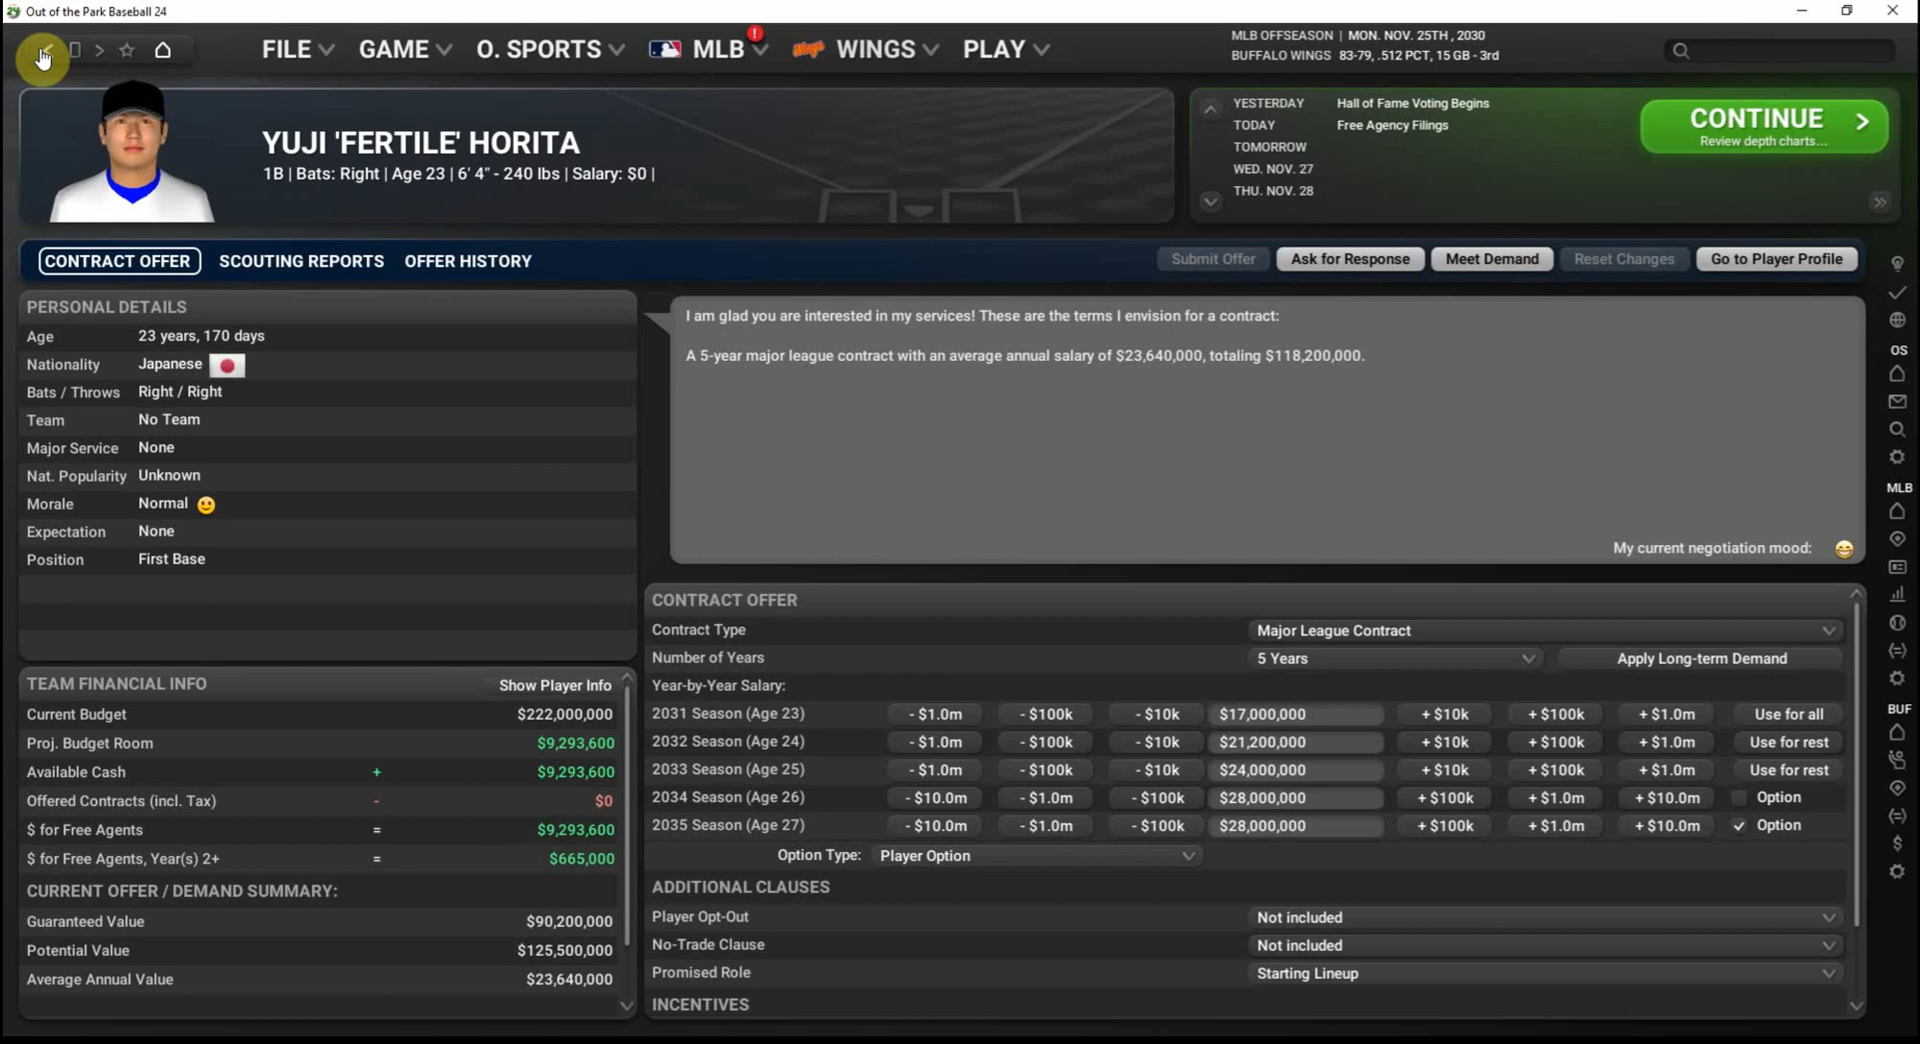 Out of the Park Baseball 24
FILE GAME O. SPORTS MLB ! WINGS PLAY
MLB OFFSEASON | MON. NOV. 25TH , 2030
BUFFALO WINGS 83-79, .512 PCT, 15 GB - 3rd
YUJI 'FERTILE' HORITA
1B | Bats: Right | Age 23 | 6' 4" - 240 lbs | Salary: $0 |
YESTERDAY Hall of Fame Voting Begins
TODAY Free Agency Filings
TOMORROW
WED. NOV. 27
THU. NOV. 28
CONTINUE
Review depth charts...
CONTRACT OFFER SCOUTING REPORTS OFFER HISTORY
Submit Offer Ask for Response Meet Demand Reset Changes Go to Player Profile
PERSONAL DETAILS
Age 23 years, 170 days
Nationality Japanese
Bats / Throws Right / Right
Team No Team
Major Service None
Nat. Popularity Unknown
Morale Normal
Expectation None
Position First Base
I am glad you are interested in my services! These are the terms I envision for a contract:
A 5-year major league contract with an average annual salary of $23,640,000, totaling $118,200,000.
My current negotiation mood:
TEAM FINANCIAL INFO Show Player Info
Current Budget $222,000,000
Proj. Budget Room $9,293,600
Available Cash + $9,293,600
Offered Contracts (incl. Tax) - $0
$ for Free Agents = $9,293,600
$ for Free Agents, Year(s) 2+ = $665,000
CURRENT OFFER / DEMAND SUMMARY:
Guaranteed Value $90,200,000
Potential Value $125,500,000
Average Annual Value $23,640,000
CONTRACT OFFER
Contract Type Major League Contract
Number of Years 5 Years Apply Long-term Demand
Year-by-Year Salary:
2031 Season (Age 23) - $1.0m - $100k - $10k $17,000,000 + $10k + $100k + $1.0m Use for all
2032 Season (Age 24) - $1.0m - $100k - $10k $21,200,000 + $10k + $100k + $1.0m Use for rest
2033 Season (Age 25) - $1.0m - $100k - $10k $24,000,000 + $10k + $100k + $1.0m Use for rest
2034 Season (Age 26) - $10.0m - $1.0m - $100k $28,000,000 + $100k + $1.0m + $10.0m Option
2035 Season (Age 27) - $10.0m - $1.0m - $100k $28,000,000 + $100k + $1.0m + $10.0m Option
Option Type: Player Option
ADDITIONAL CLAUSES
Player Opt-Out Not included
No-Trade Clause Not included
Promised Role Starting Lineup
INCENTIVES
OS
MLB
BUF